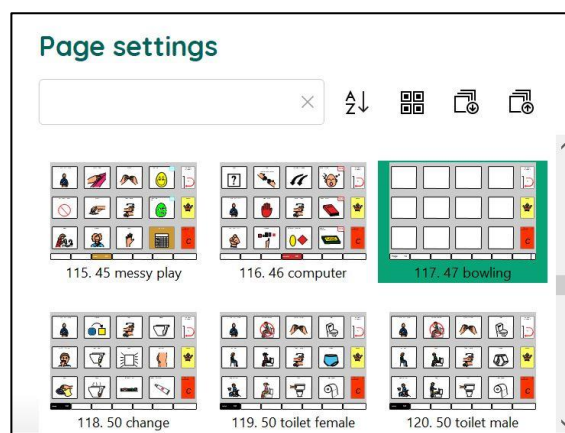 Page settings
A
Z
115. 45 messy play
116. 46 computer
117. 47 bowling
118. 50 change
119. 50 toilet female
120. 50 toilet male